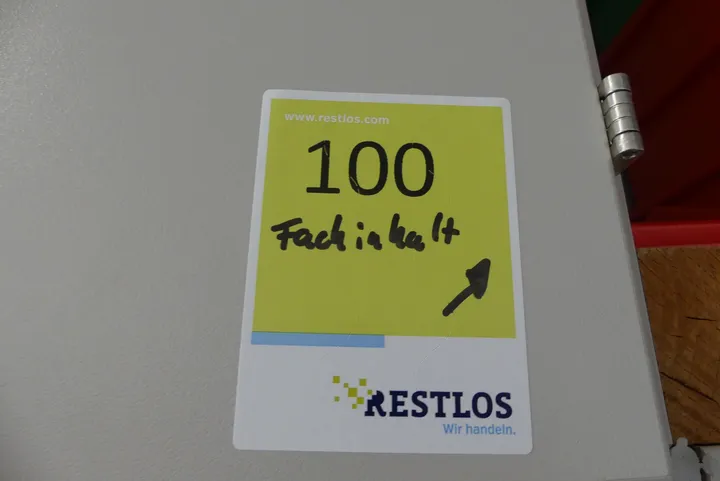 www.restlos.com
100
Fachinhalt
RESTLOS
Wir handeln.